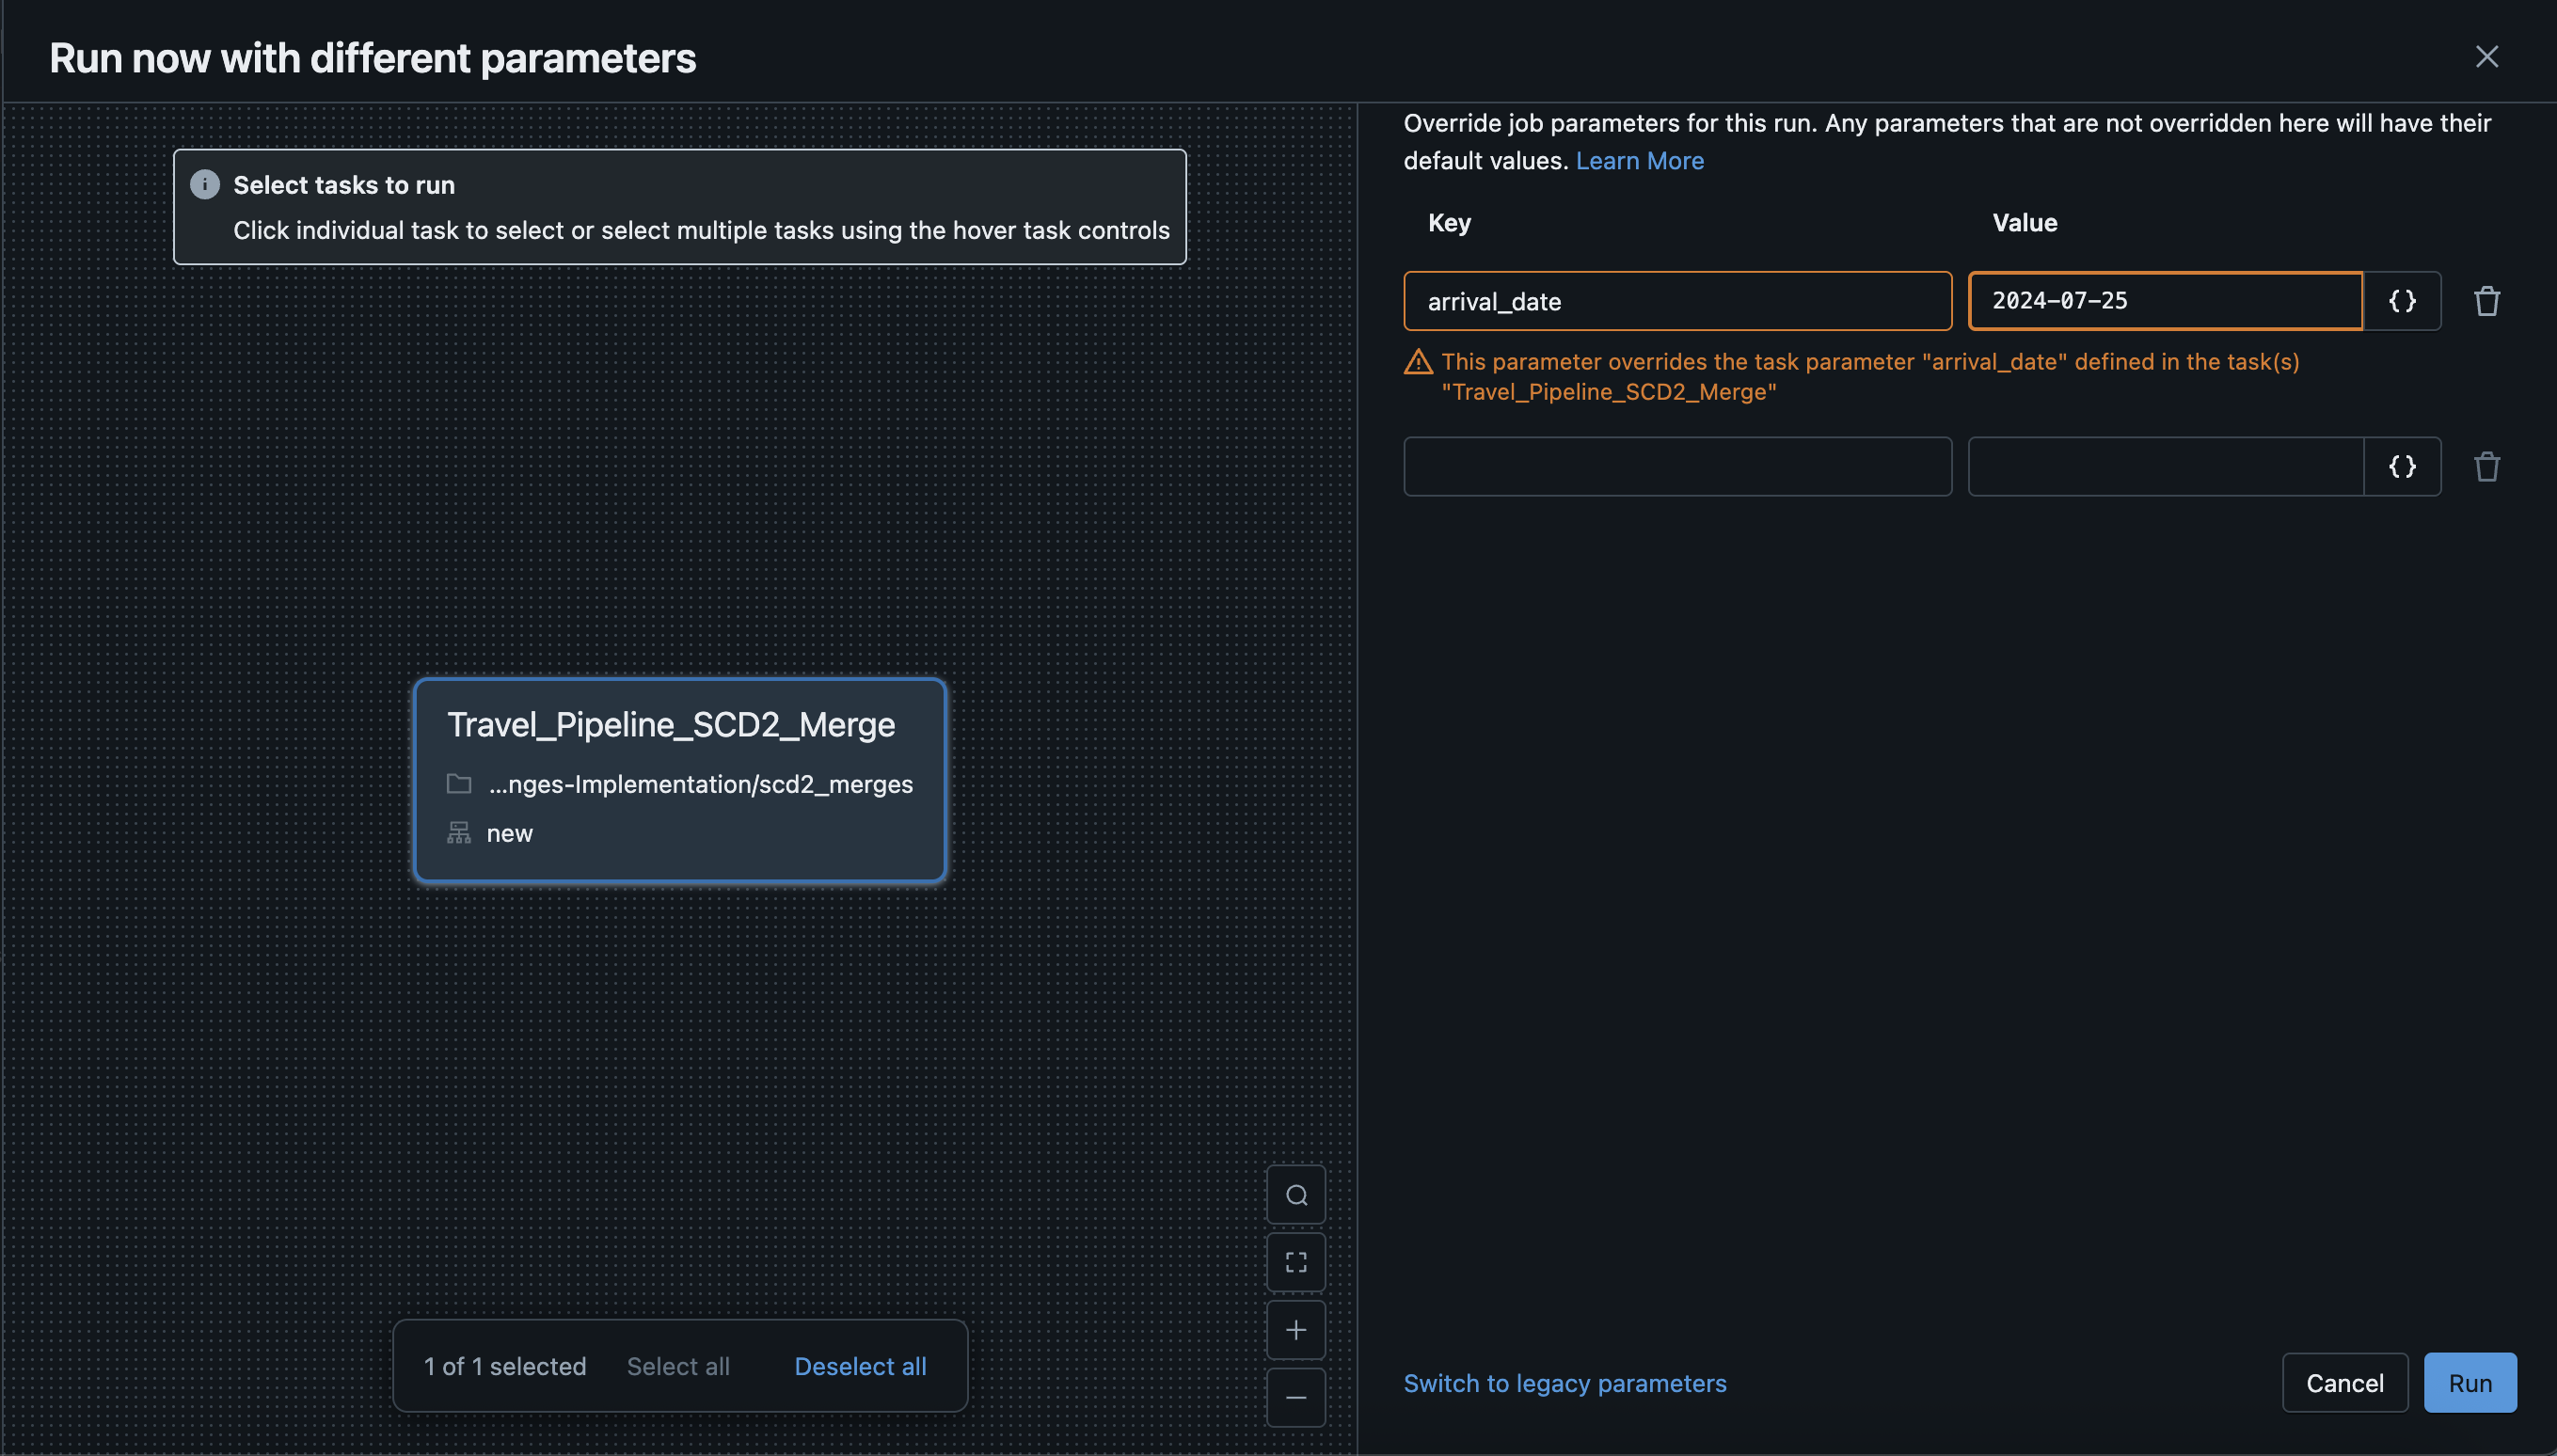 Run now with different parameters
Select tasks to run
Click individual task to select or select multiple tasks using the hover task controls
Travel_Pipeline_SCD2_Merge
...nges-Implementation/scd2_merges
new
1 of 1 selected Select all Deselect all
Override job parameters for this run. Any parameters that are not overridden here will have their
default values. Learn More
Key Value
arrival_date 2024-07-25 {}
This parameter overrides the task parameter "arrival_date" defined in the task(s)
"Travel_Pipeline_SCD2_Merge"
{}
Switch to legacy parameters Cancel Run